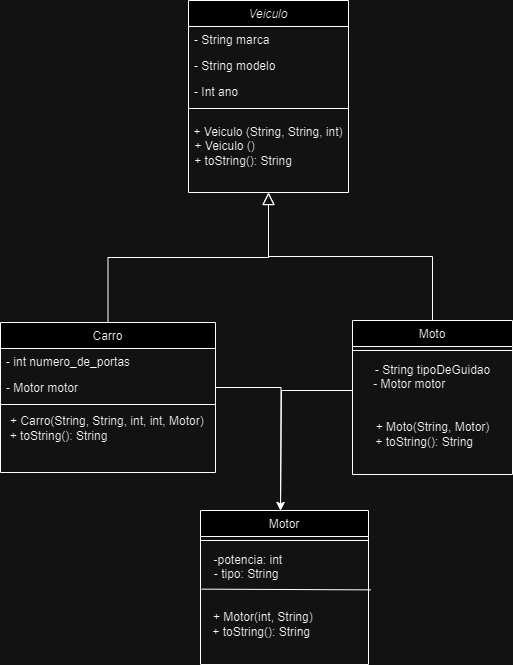 Veiculo
- String marca
- String modelo
- Int ano
+ Veiculo (String, String, int)
+ Veiculo ()
+ toString(): String
Carro
- int numero_de_portas
- Motor motor
+ Carro(String, String, int, int, Motor)
+ toString(): String
Moto
- String tipoDeGuidao
- Motor motor
+ Moto(String, Motor)
+ toString(): String
Motor
-potencia: int
- tipo: String
+ Motor(int, String)
+ toString(): String